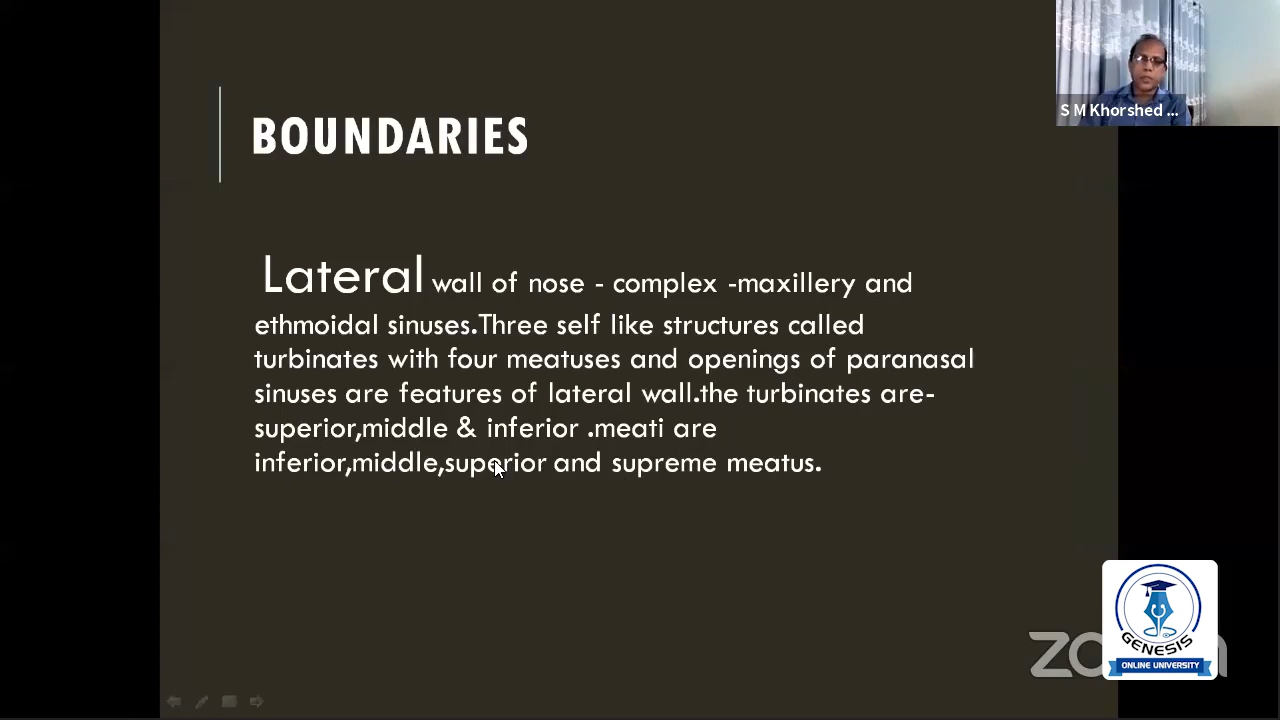 S M Khorshed ...
BOUNDARIES
Lateral wall of nose - complex -maxillery and
ethmoidal sinuses.Three self like structures called
turbinates with four meatuses and openings of paranasal
sinuses are features of lateral wall.the turbinates are-
superior,middle & inferior .meati are
inferior,middle,superior and supreme meatus.
GENESIS
ONLINE UNIVERSITY